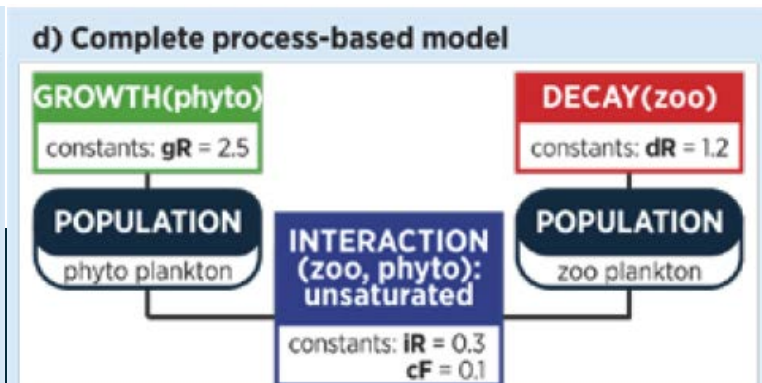 d) Complete process-based model
GROWTH(phyto)
constants: gR = 2.5
POPULATION
phyto plankton
DECAY(zoo)
constants: dR = 1.2
POPULATION
zoo plankton
INTERACTION
(zoo, phyto):
unsaturated
constants: iR = 0.3
cF = 0.1